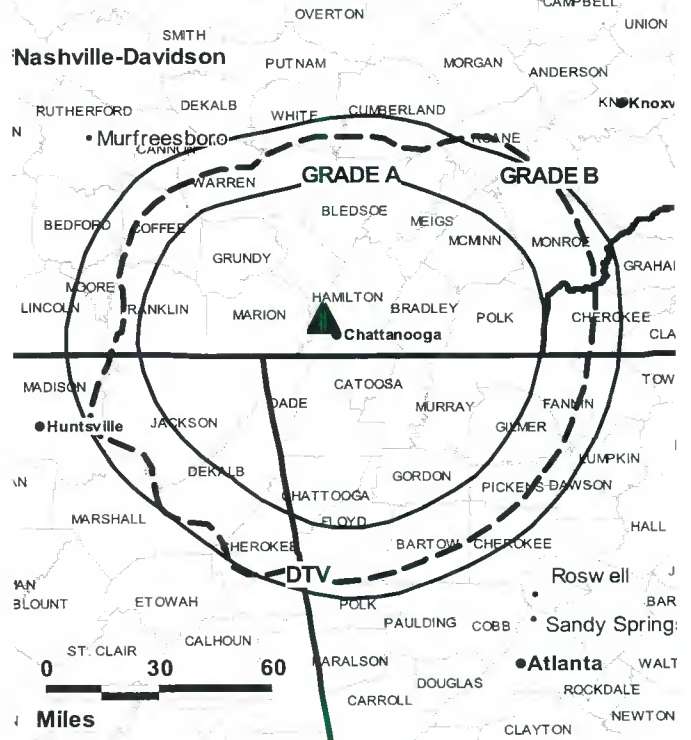 OVERTON
CAMPBELL
SMITH
UNION
Nashville-Davidson
PUTNAM
MORGAN
ANDERSON
RUTHERFORD
DEKALB
WHITE
CUMBERLAND
Knoxv
N
Murfreesboro
CANNON
ROANE
WARREN
GRADE A
GRADE B
BLEDSOE
BEDFORD
COFFEE
MEIGS
MCMINN
MONROE
GRUNDY
GRAHA
MOORE
HAMILTON
LINCOLN
FRANKLIN
MARION
BRADLEY
POLK
CHEROKEE
Chattanooga
CLA
MADISON
CATOOSA
TOW
DADE
MURRAY
FANNIN
Huntsville
JACKSON
GILMER
DEKALB
GORDON
LUMPKIN
AN
CHATTOOGA
PICKENS
DAWSON
MARSHALL
FLOYD
HALL
CHEROKEE
BARTOW
CHEROKEE
DTV
Roswell
J
BLOUNT
ETOWAH
POLK
BAR
PAULDING
COBB
Sandy Springs
ST. CLAIR
CALHOUN
0 30 60
HARALSON
Atlanta
WALT
DOUGLAS
ROCKDALE
CARROLL
Miles
NEWTON
CLAYTON